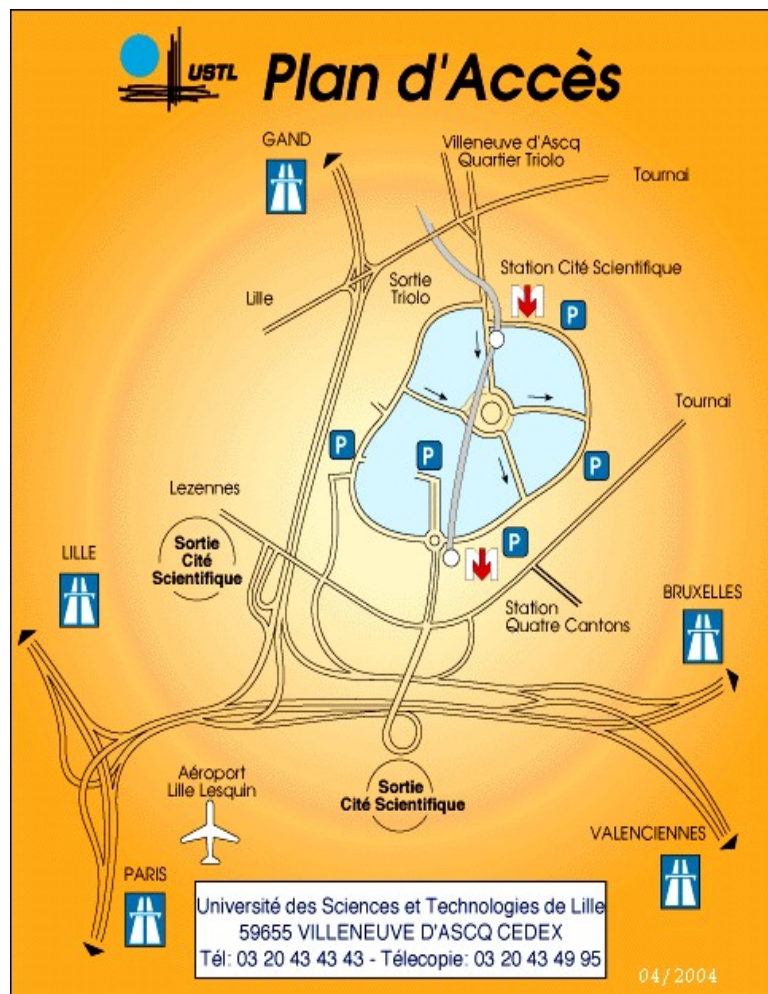 USTL
Plan d'Accès
GAND
Villeneuve d'Ascq
Quartier Triolo
Tournai
Station Cité Scientifique
Sortie
Triolo
Lille
M
P
Tournai
P
P
P
Lezennes
Sortie
Cité
Scientifique
P
M
LILLE
BRUXELLES
Station
Quatre Cantons
Aéroport
Lille Lesquin
Sortie
Cité Scientifique
VALENCIENNES
PARIS
Université des Sciences et Technologies de Lille
59655 VILLENEUVE D'ASCQ CEDEX
Tél: 03 20 43 43 43 - Télecopie: 03 20 43 49 95
04/2004